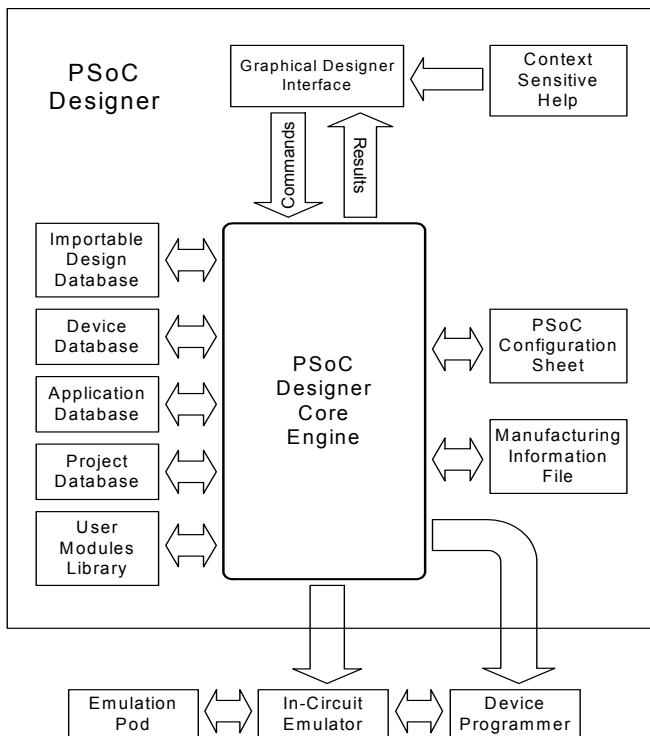 PSoC
Designer
Graphical Designer
Interface
Context
Sensitive
Help
Commands
Results
Importable
Design
Database
Device
Database
Application
Database
Project
Database
User
Modules
Library
PSoC
Designer
Core
Engine
PSoC
Configuration
Sheet
Manufacturing
Information
File
Emulation
Pod
In-Circuit
Emulator
Device
Programmer